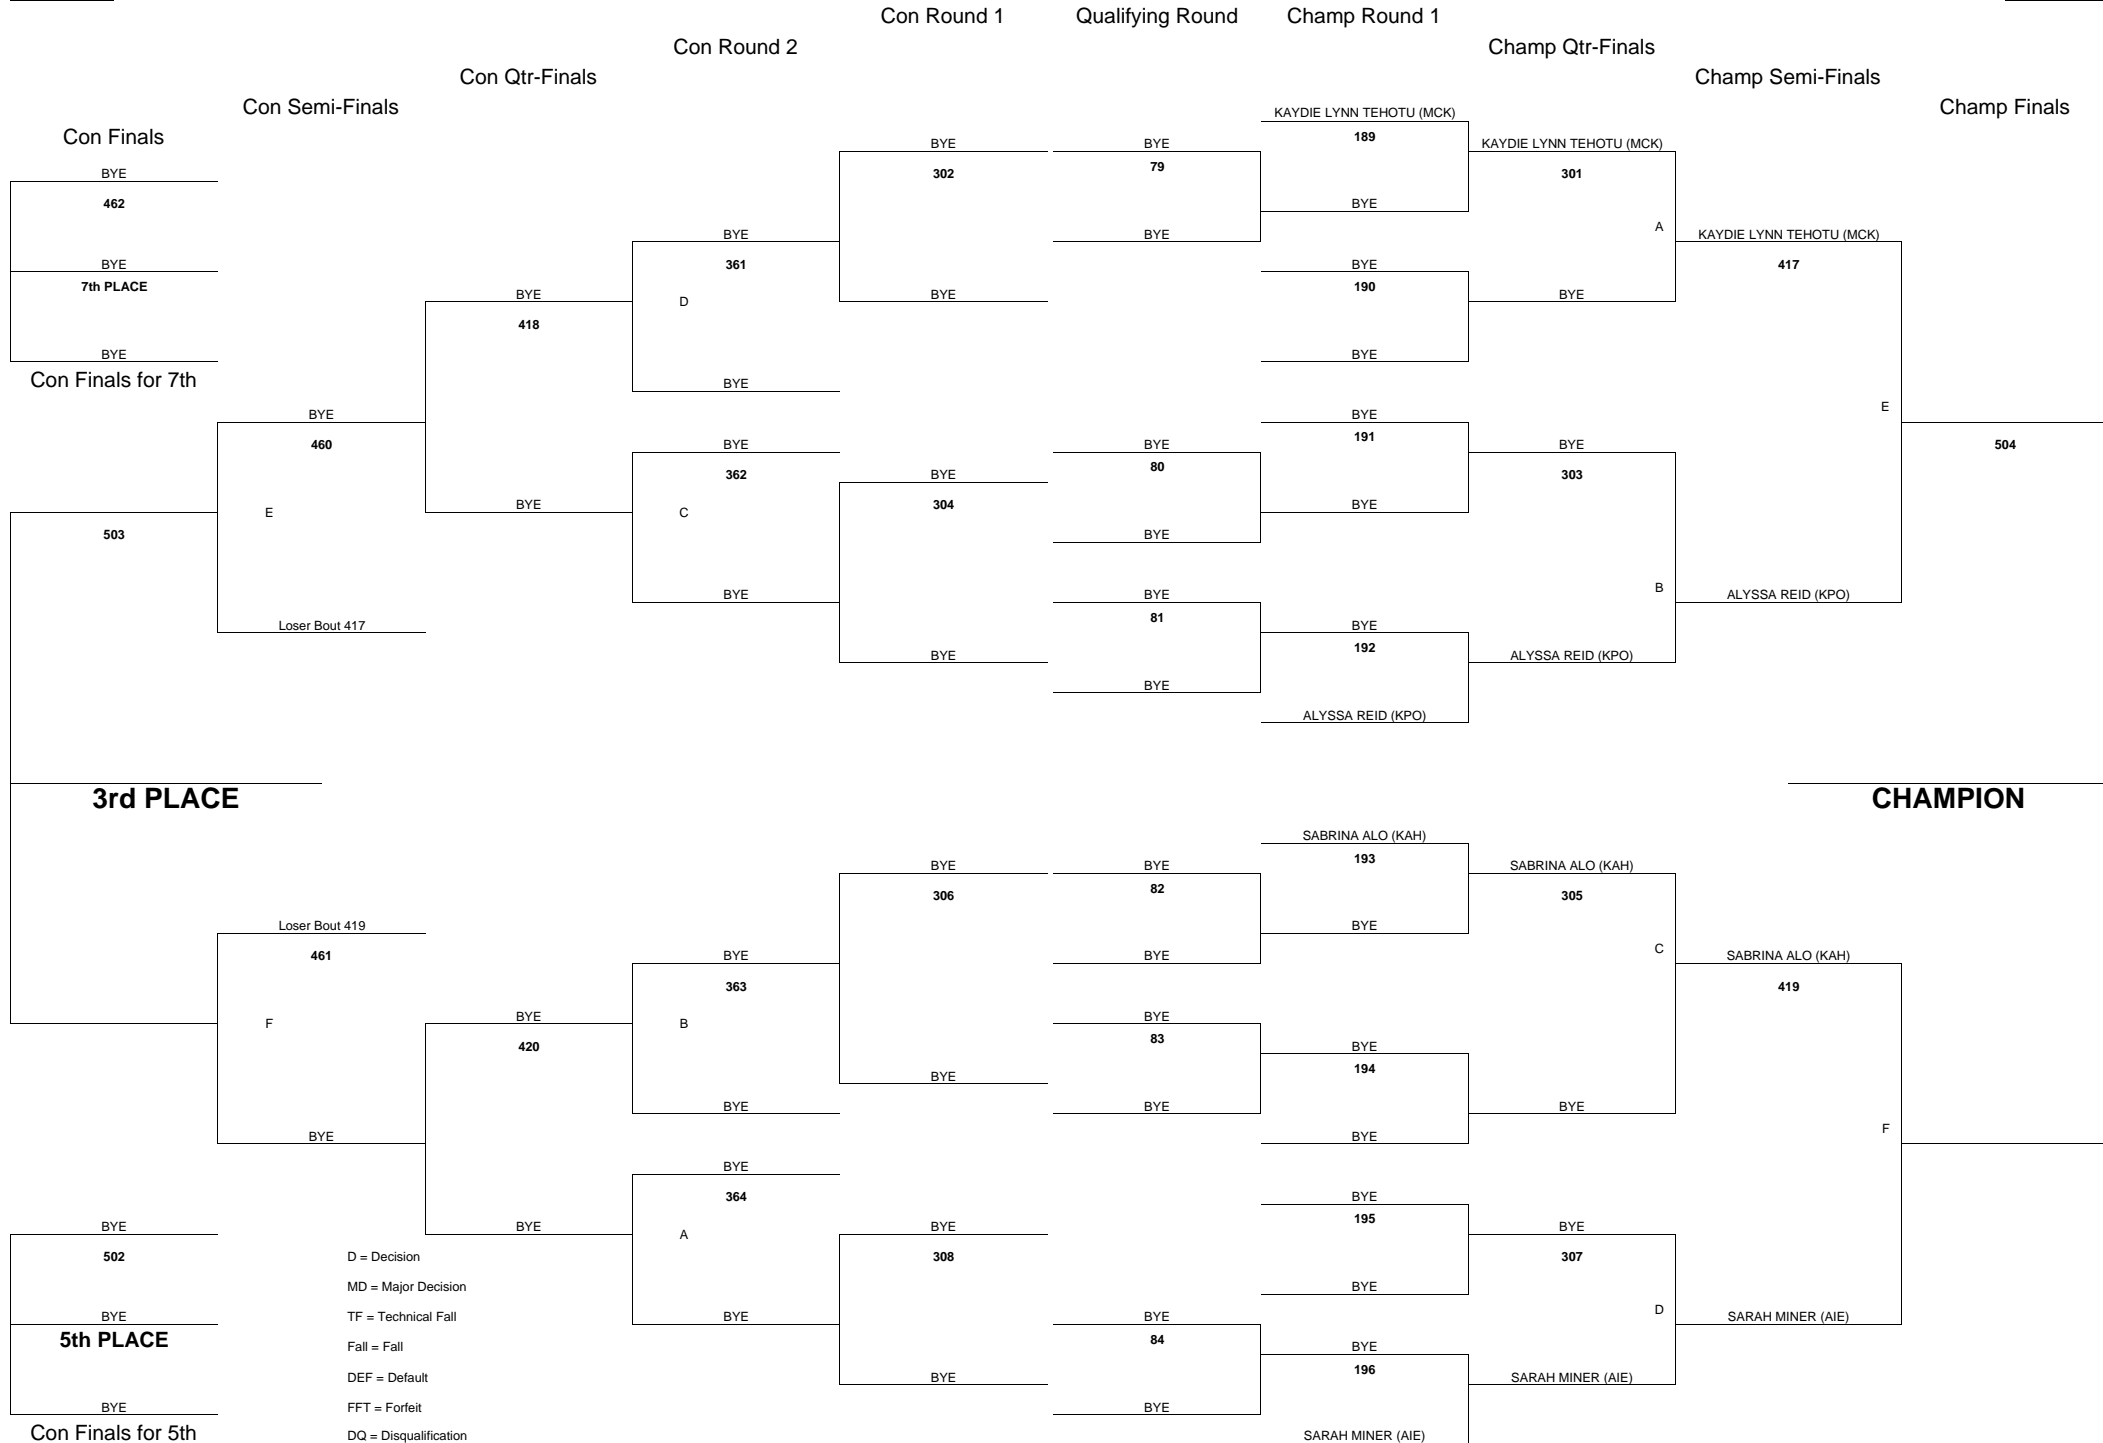 Con Round 1 Qualifying Round Champ Round 1
Con Round 2 Champ Qtr-Finals
Con Qtr-Finals Champ Semi-Finals
Con Semi-Finals Champ Finals
KAYDIE LYNN TEHOTU (MCK)
Con Finals 189
BYE BYE KAYDIE LYNN TEHOTU (MCK)
302 79 301
BYE
462 BYE
A
BYE BYE KAYDIE LYNN TEHOTU (MCK)
BYE 361 BYE 417
7th PLACE 190
BYE D BYE BYE
418
BYE BYE
Con Finals for 7th BYE
E
BYE BYE
460 BYE BYE 191 BYE 504
362 80 303
BYE
E BYE C 304 BYE
503 BYE
B
BYE BYE ALYSSA REID (KPO)
81
Loser Bout 417 BYE
BYE 192 ALYSSA REID (KPO)
BYE
ALYSSA REID (KPO)
3rd PLACE CHAMPION
SABRINA ALO (KAH)
BYE BYE 193 SABRINA ALO (KAH)
306 82 305
Loser Bout 419 BYE
461 BYE BYE C SABRINA ALO (KAH)
363 419
F BYE B BYE
420 83 BYE
BYE 194
BYE BYE BYE
BYE BYE F
BYE
364 BYE
BYE BYE A BYE 195 BYE
502 D = Decision 308 307
MD = Major Decision BYE
BYE TF = Technical Fall BYE BYE D SARAH MINER (AIE)
5th PLACE Fall = Fall 84 BYE
DEF = Default BYE 196 SARAH MINER (AIE)
BYE FFT = Forfeit BYE
Con Finals for 5th DQ = Disqualification SARAH MINER (AIE)